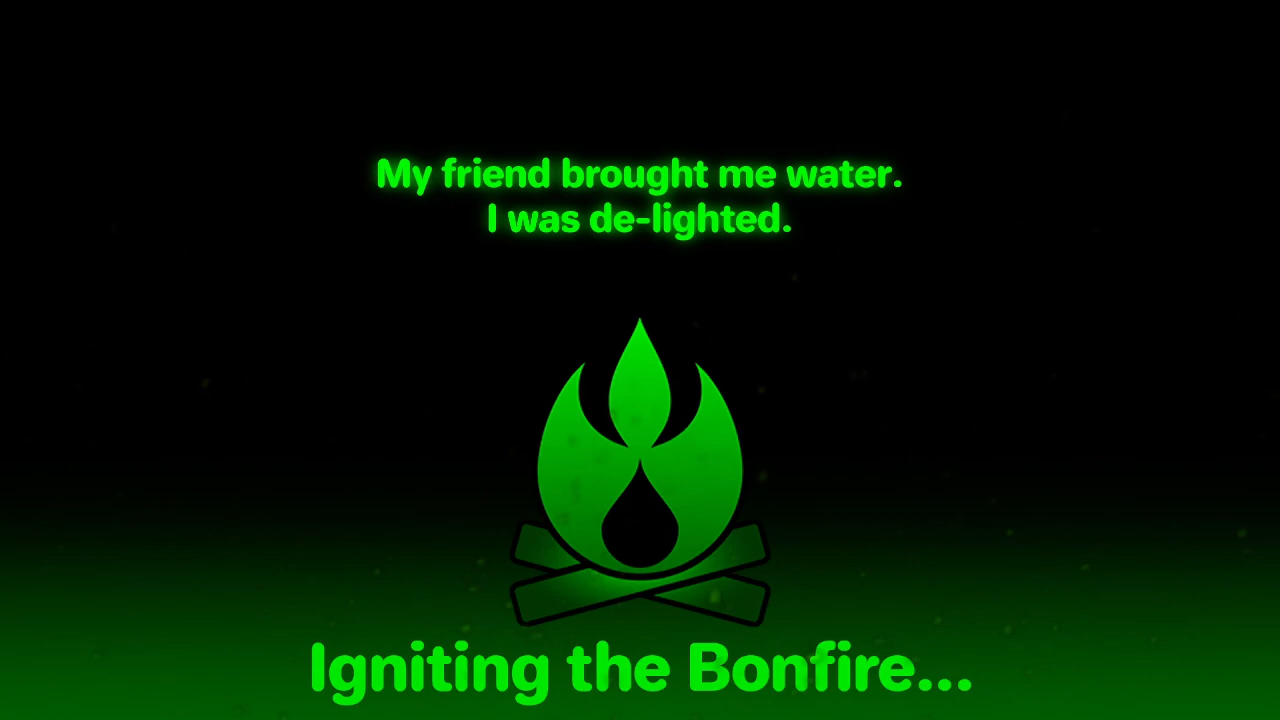 My friend brought me water.
I was de-lighted.
Igniting the Bonfire...